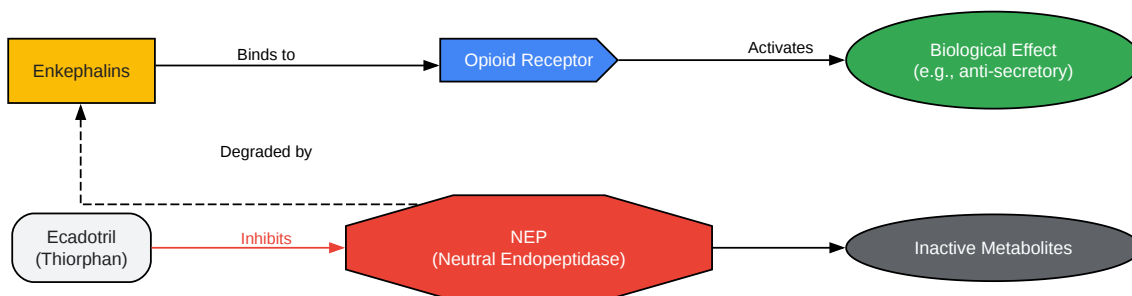 Enkephalins
Binds to
Opioid Receptor
Activates
Biological Effect
(e.g., anti-secretory)
Degraded by
Ecadotril
(Thiorphan)
Inhibits
NEP
(Neutral Endopeptidase)
Inactive Metabolites